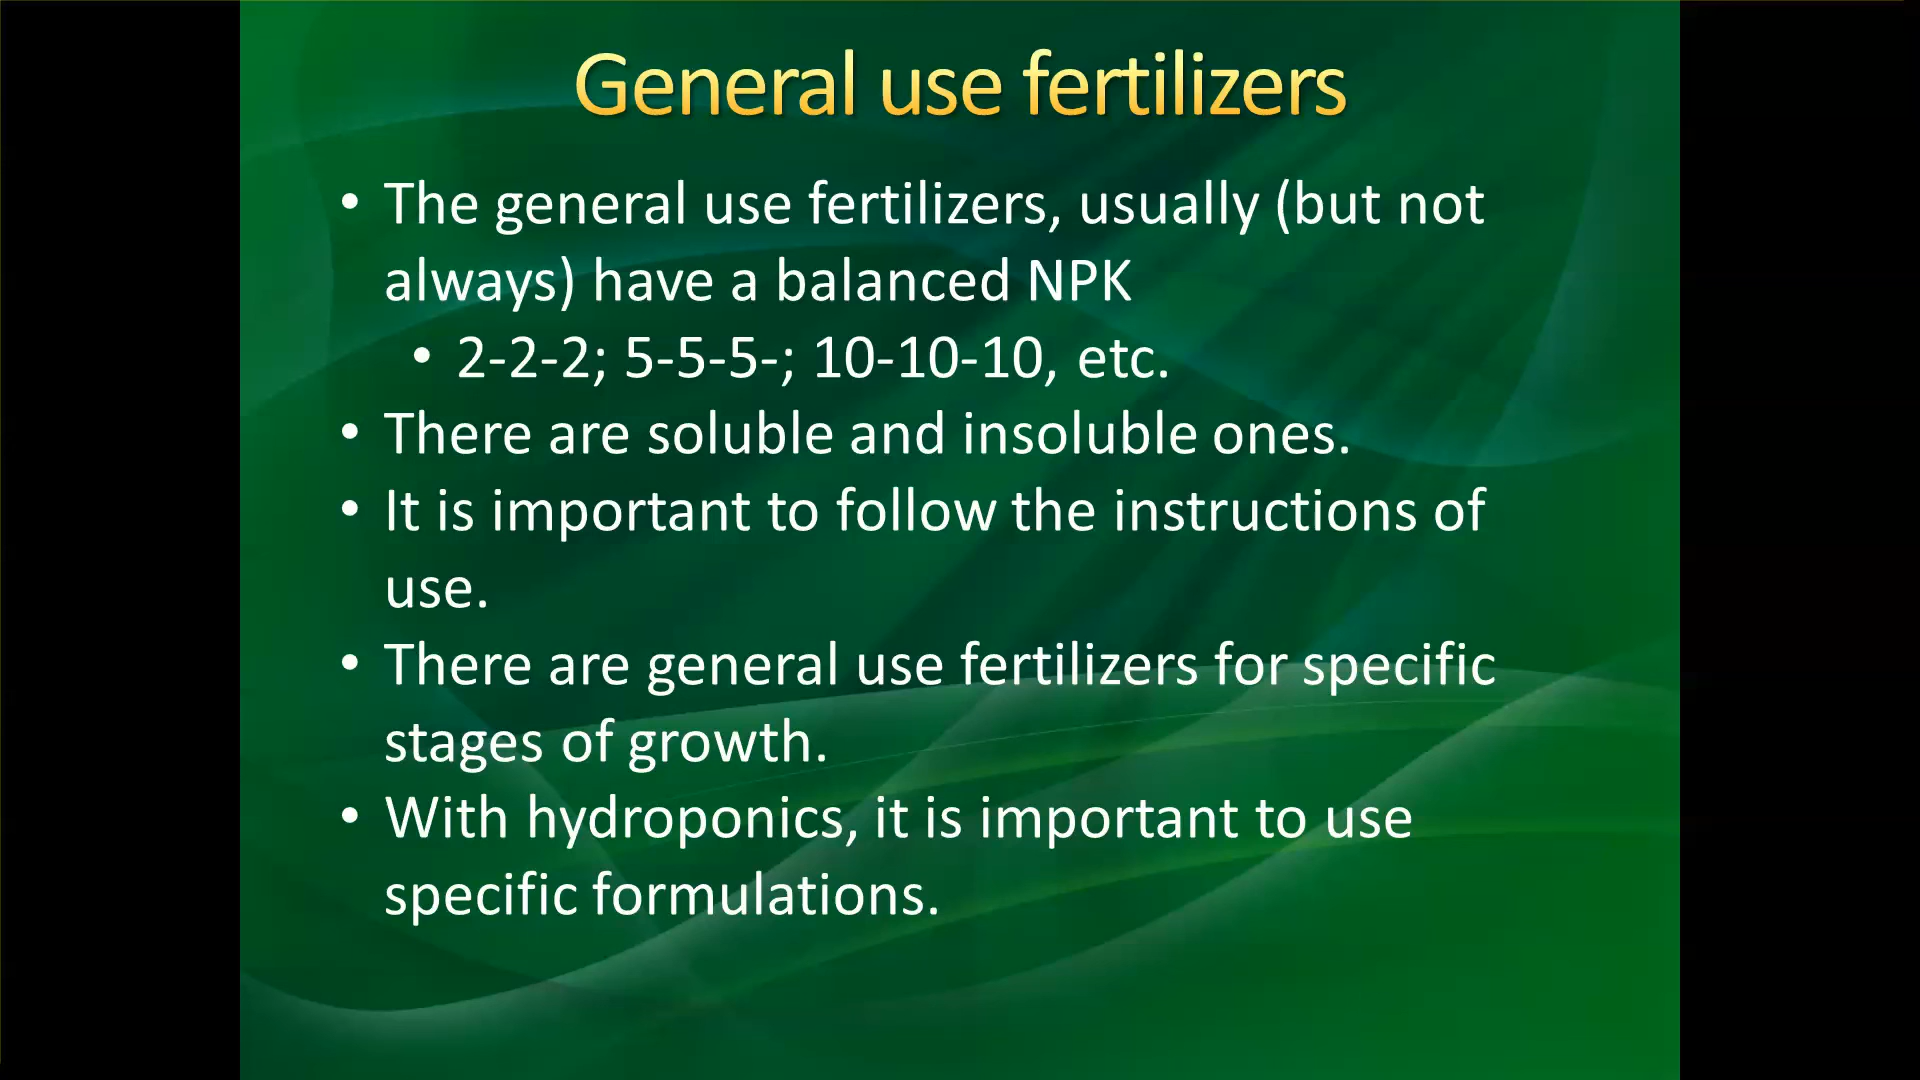 General use fertilizers
• The general use fertilizers, usually (but not
always) have a balanced NPK
• 2-2-2; 5-5-5-; 10-10-10, etc.
• There are soluble and insoluble ones.
• It is important to follow the instructions of
use.
• There are general use fertilizers for specific
stages of growth.
• With hydroponics, it is important to use
specific formulations.